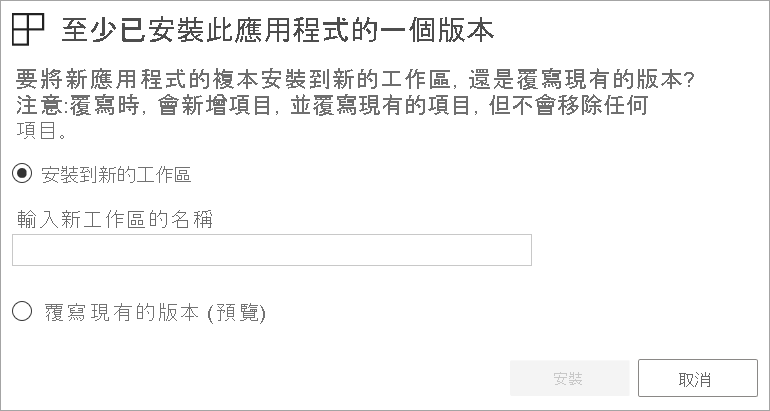 至少已安裝此應用程式的一個版本
要將新應用程式的複本安裝到新的工作區, 還是覆寫現有的版本?
注意:覆寫時, 會新增項目, 並覆寫現有的項目, 但不會移除任何
項目。
安裝到新的工作區
輸入新工作區的名稱
覆寫現有的版本 (預覽)
安裝
取消